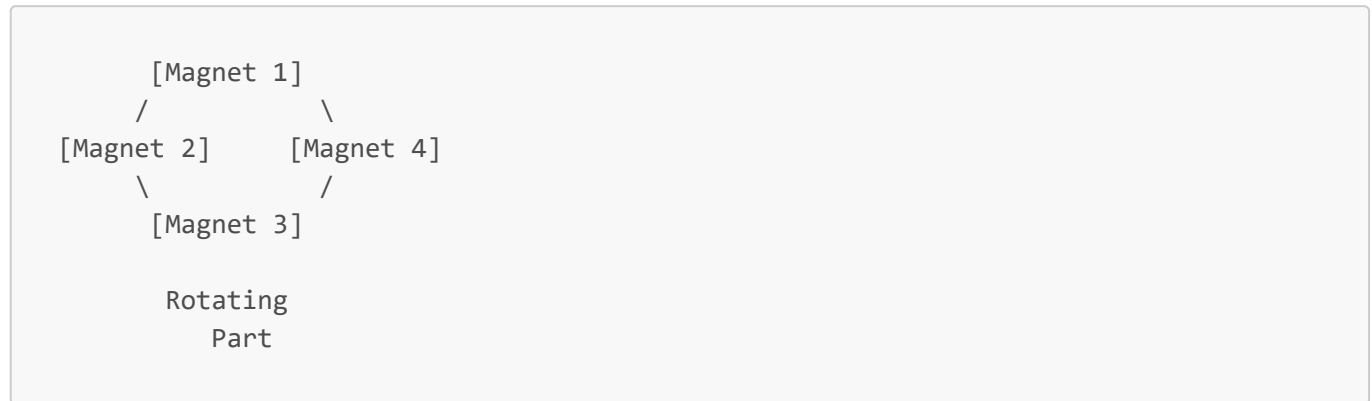 [Magnet 1]
/ \
[Magnet 2] [Magnet 4]
\ /
[Magnet 3]
Rotating
Part